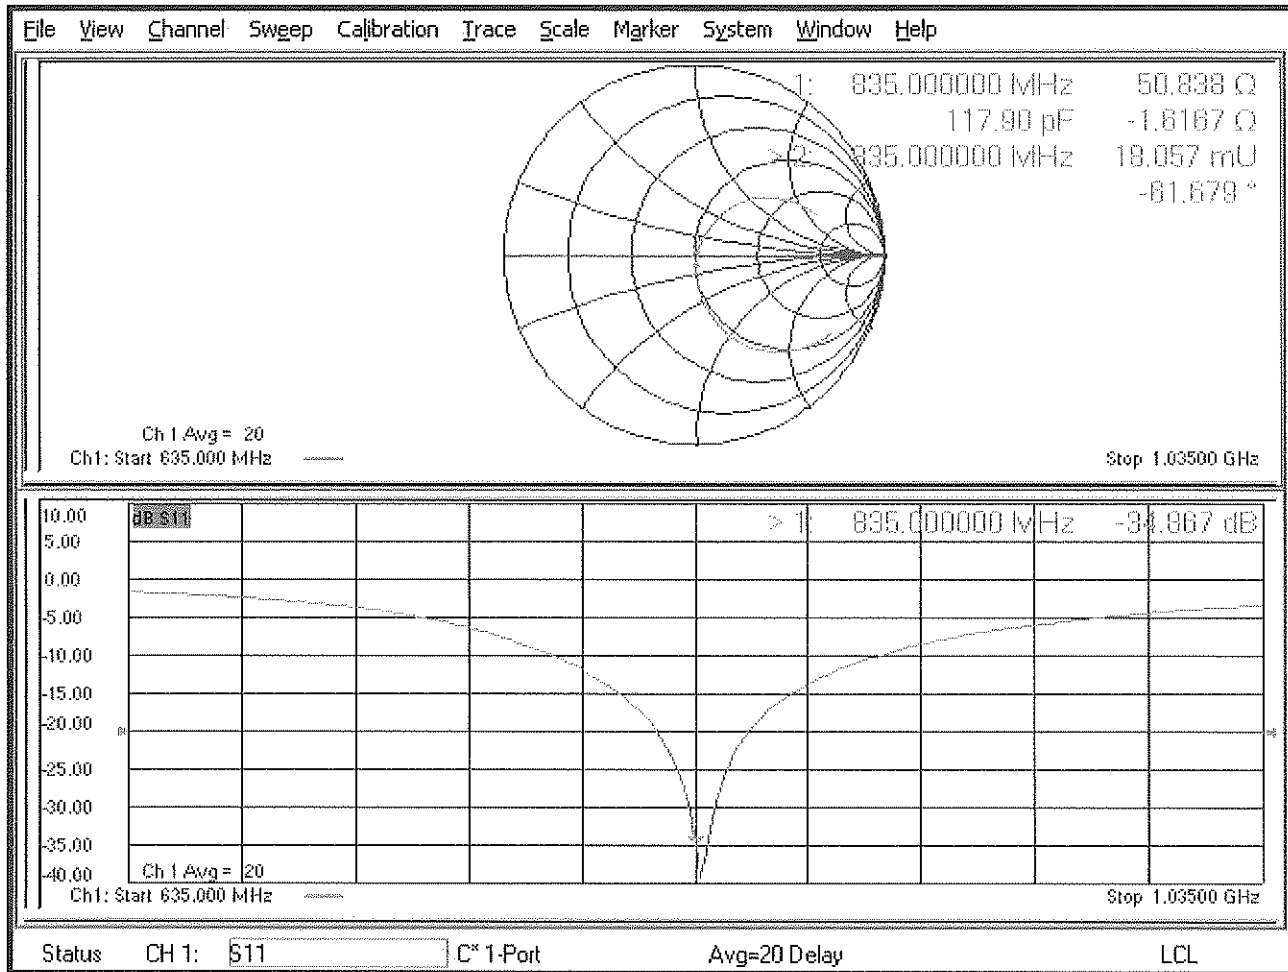 File View Channel Sweep Calibration Trace Scale Marker System Window Help
1: 835.000000 MHz 50.838 Ω
117.90 pF -1.6167 Ω
> 2: 835.000000 MHz 18.057 mU
-61.679 °
Ch 1 Avg = 20
Ch1: Start 635.000 MHz
Stop 1.03500 GHz
10.00
dB S11
> 1: 835.000000 MHz -34.867 dB
5.00
0.00
-5.00
-10.00
-15.00
-20.00
-25.00
-30.00
-35.00
-40.00
Ch 1 Avg = 20
Ch1: Start 635.000 MHz
Stop 1.03500 GHz
Status CH 1: S11 C* 1-Port Avg=20 Delay LCL